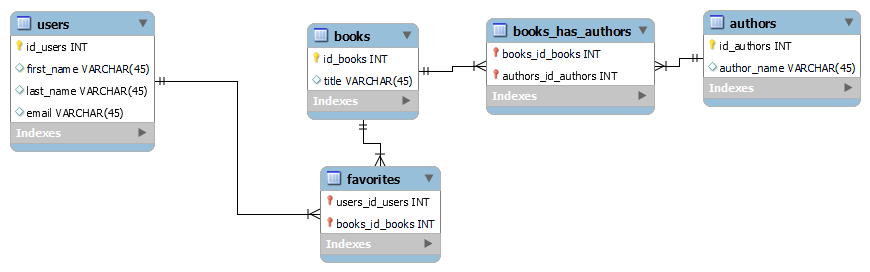 users
id_users INT
first_name VARCHAR(45)
last_name VARCHAR(45)
email VARCHAR(45)
Indexes
books
id_books INT
title VARCHAR(45)
Indexes
books_has_authors
books_id_books INT
authors_id_authors INT
Indexes
authors
id_authors INT
author_name VARCHAR(45)
Indexes
favorites
users_id_users INT
books_id_books INT
Indexes